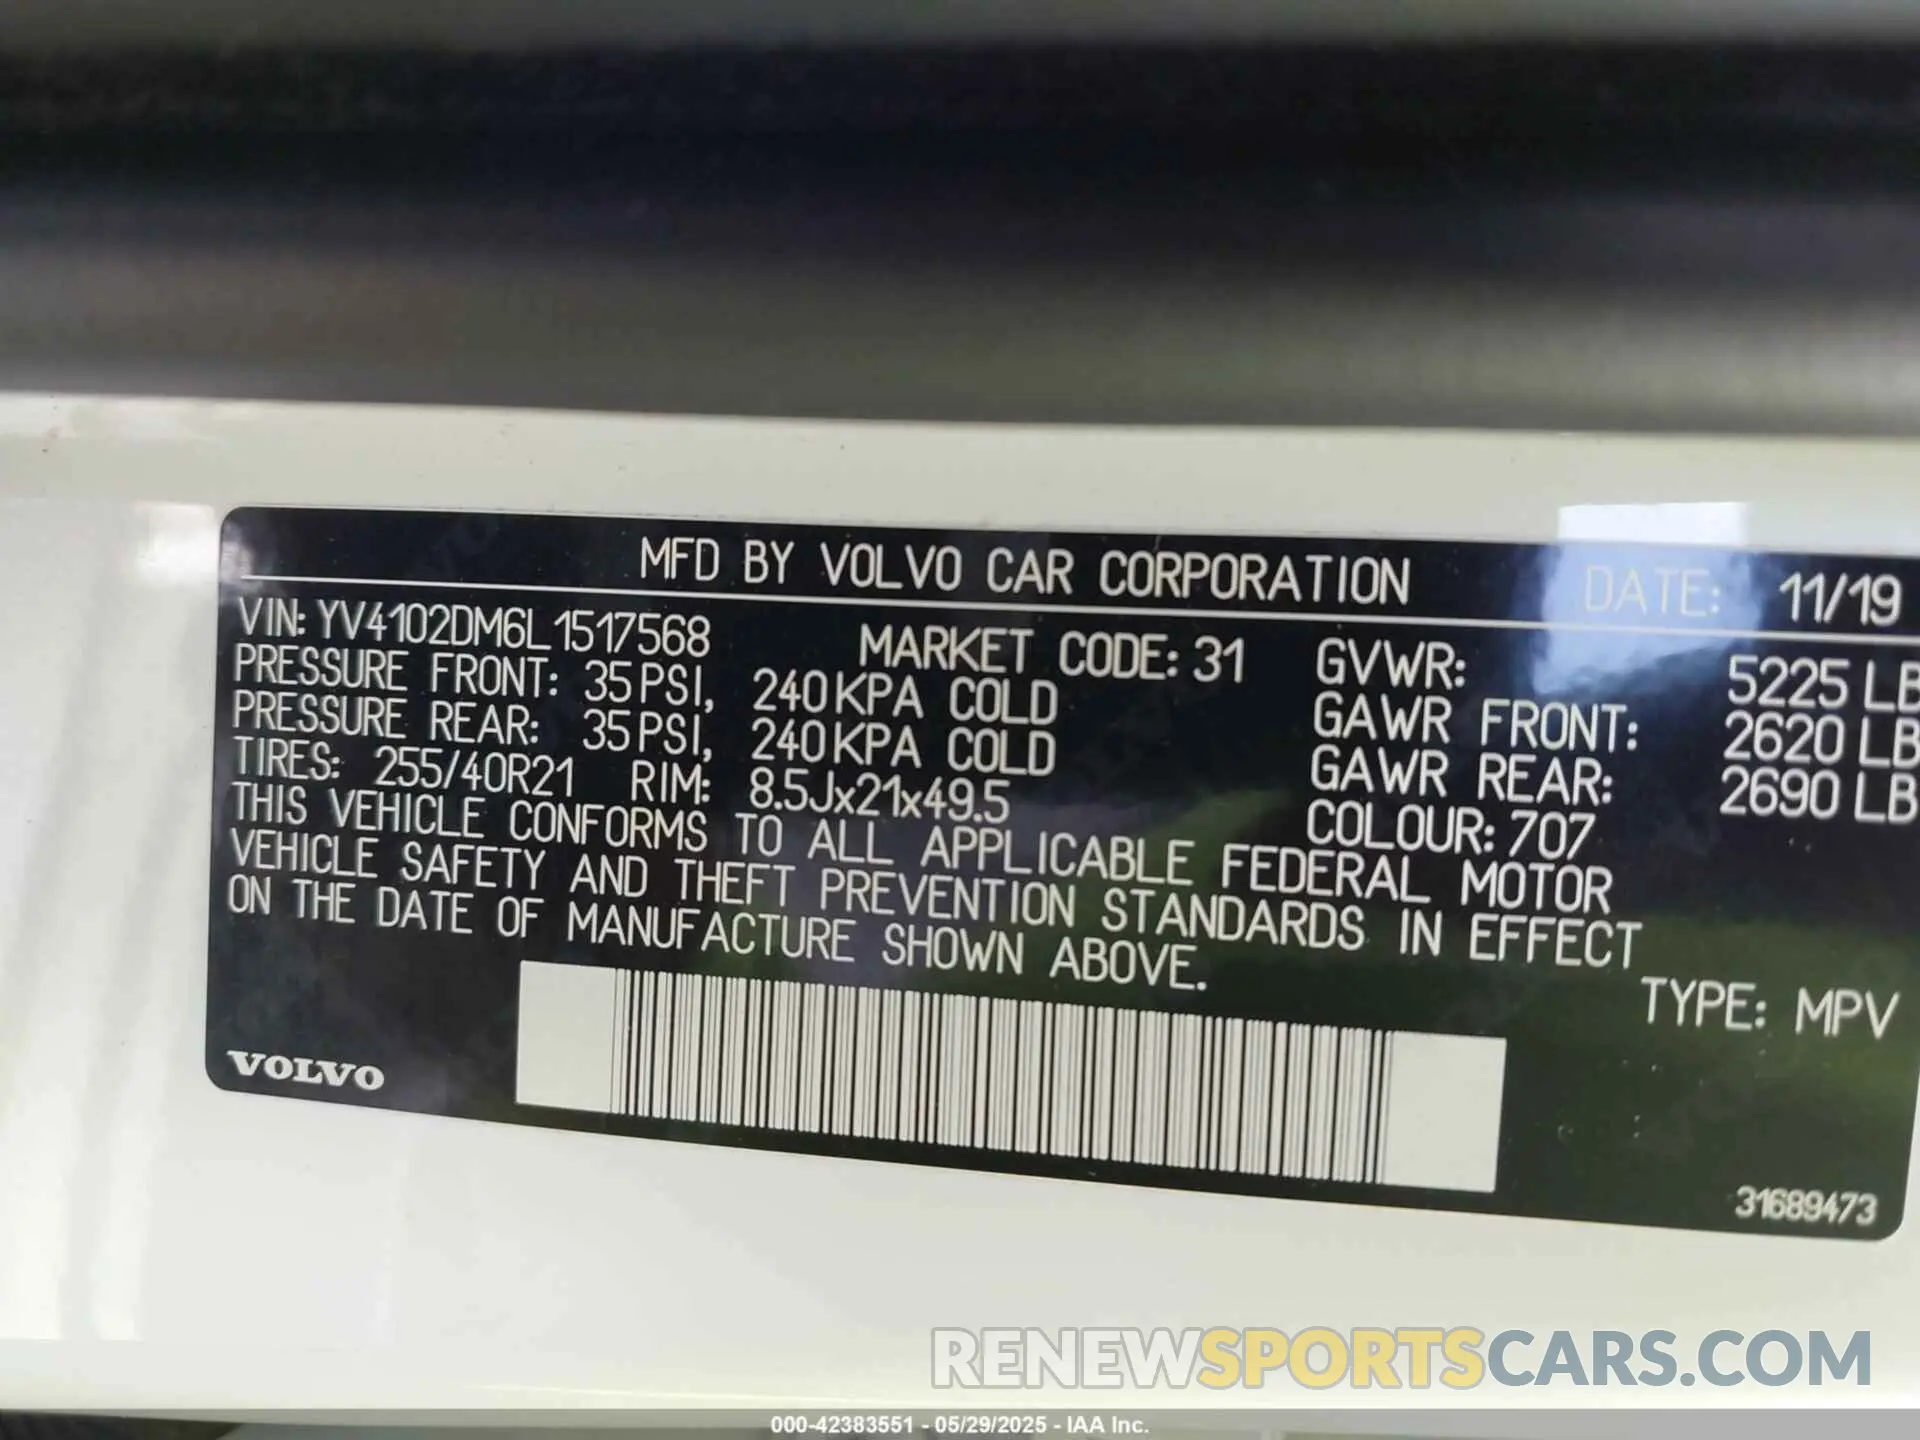 MFD BY VOLVO CAR CORPORATION DATE: 11/19
VIN: YV4102DM6L1517568 MARKET CODE: 31 GVWR: 5225 LB
PRESSURE FRONT: 35 PSI, 240 KPA COLD GAWR FRONT: 2620 LB
PRESSURE REAR: 35 PSI, 240 KPA COLD GAWR REAR: 2690 LB
TIRES: 255/40R21 RIM: 8.5Jx21x49.5 COLOUR: 707
THIS VEHICLE CONFORMS TO ALL APPLICABLE FEDERAL MOTOR
VEHICLE SAFETY AND THEFT PREVENTION STANDARDS IN EFFECT
ON THE DATE OF MANUFACTURE SHOWN ABOVE.
TYPE: MPV
VOLVO
31689473
RENEWSPORTSCARS.COM
000-42383551 - 05/29/2025 - IAA Inc.